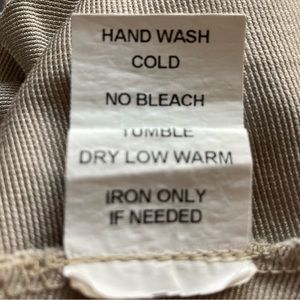 HAND WASH
COLD
NO BLEACH
TUMBLE
DRY LOW WARM
IRON ONLY
IF NEEDED